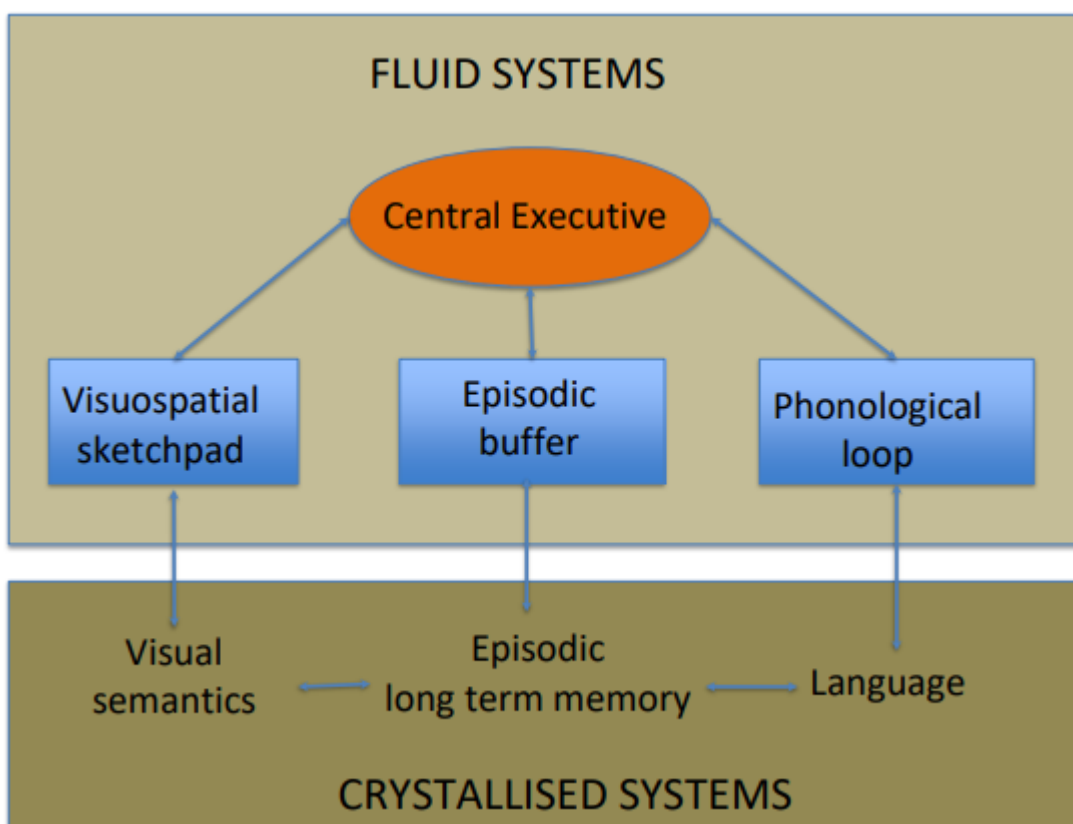 FLUID SYSTEMS
Central Executive
Visuospatial
sketchpad
Episodic
buffer
Phonological
loop
Visual
semantics
Episodic
long term memory
Language
CRYSTALLISED SYSTEMS